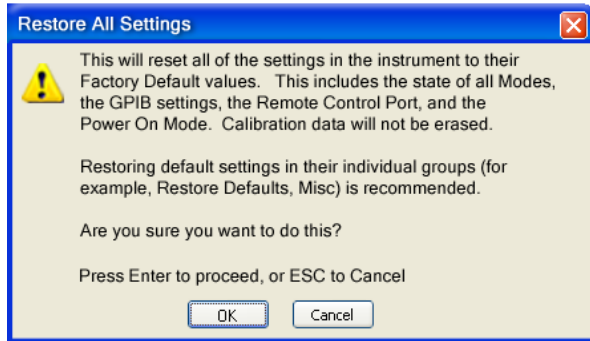 Restore All Settings
This will reset all of the settings in the instrument to their
Factory Default values. This includes the state of all Modes,
the GPIB settings, the Remote Control Port, and the
Power On Mode. Calibration data will not be erased.
Restoring default settings in their individual groups (for
example, Restore Defaults, Misc) is recommended.
Are you sure you want to do this?
Press Enter to proceed, or ESC to Cancel
OK
Cancel